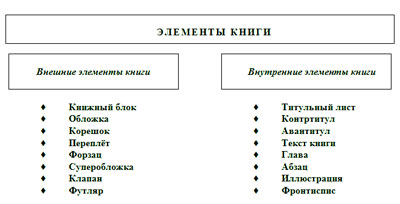 ЭЛЕМЕНТЫ КНИГИ
Внешние элементы книги
♦ Книжный блок
♦ Обложка
♦ Корешок
♦ Переплёт
♦ Форзац
♦ Суперобложка
♦ Клапан
♦ Футляр
Внутренние элементы книги
♦ Титульный лист
♦ Контртитул
♦ Авантитул
♦ Текст книги
♦ Глава
♦ Абзац
♦ Иллюстрация
♦ Фронтиспис